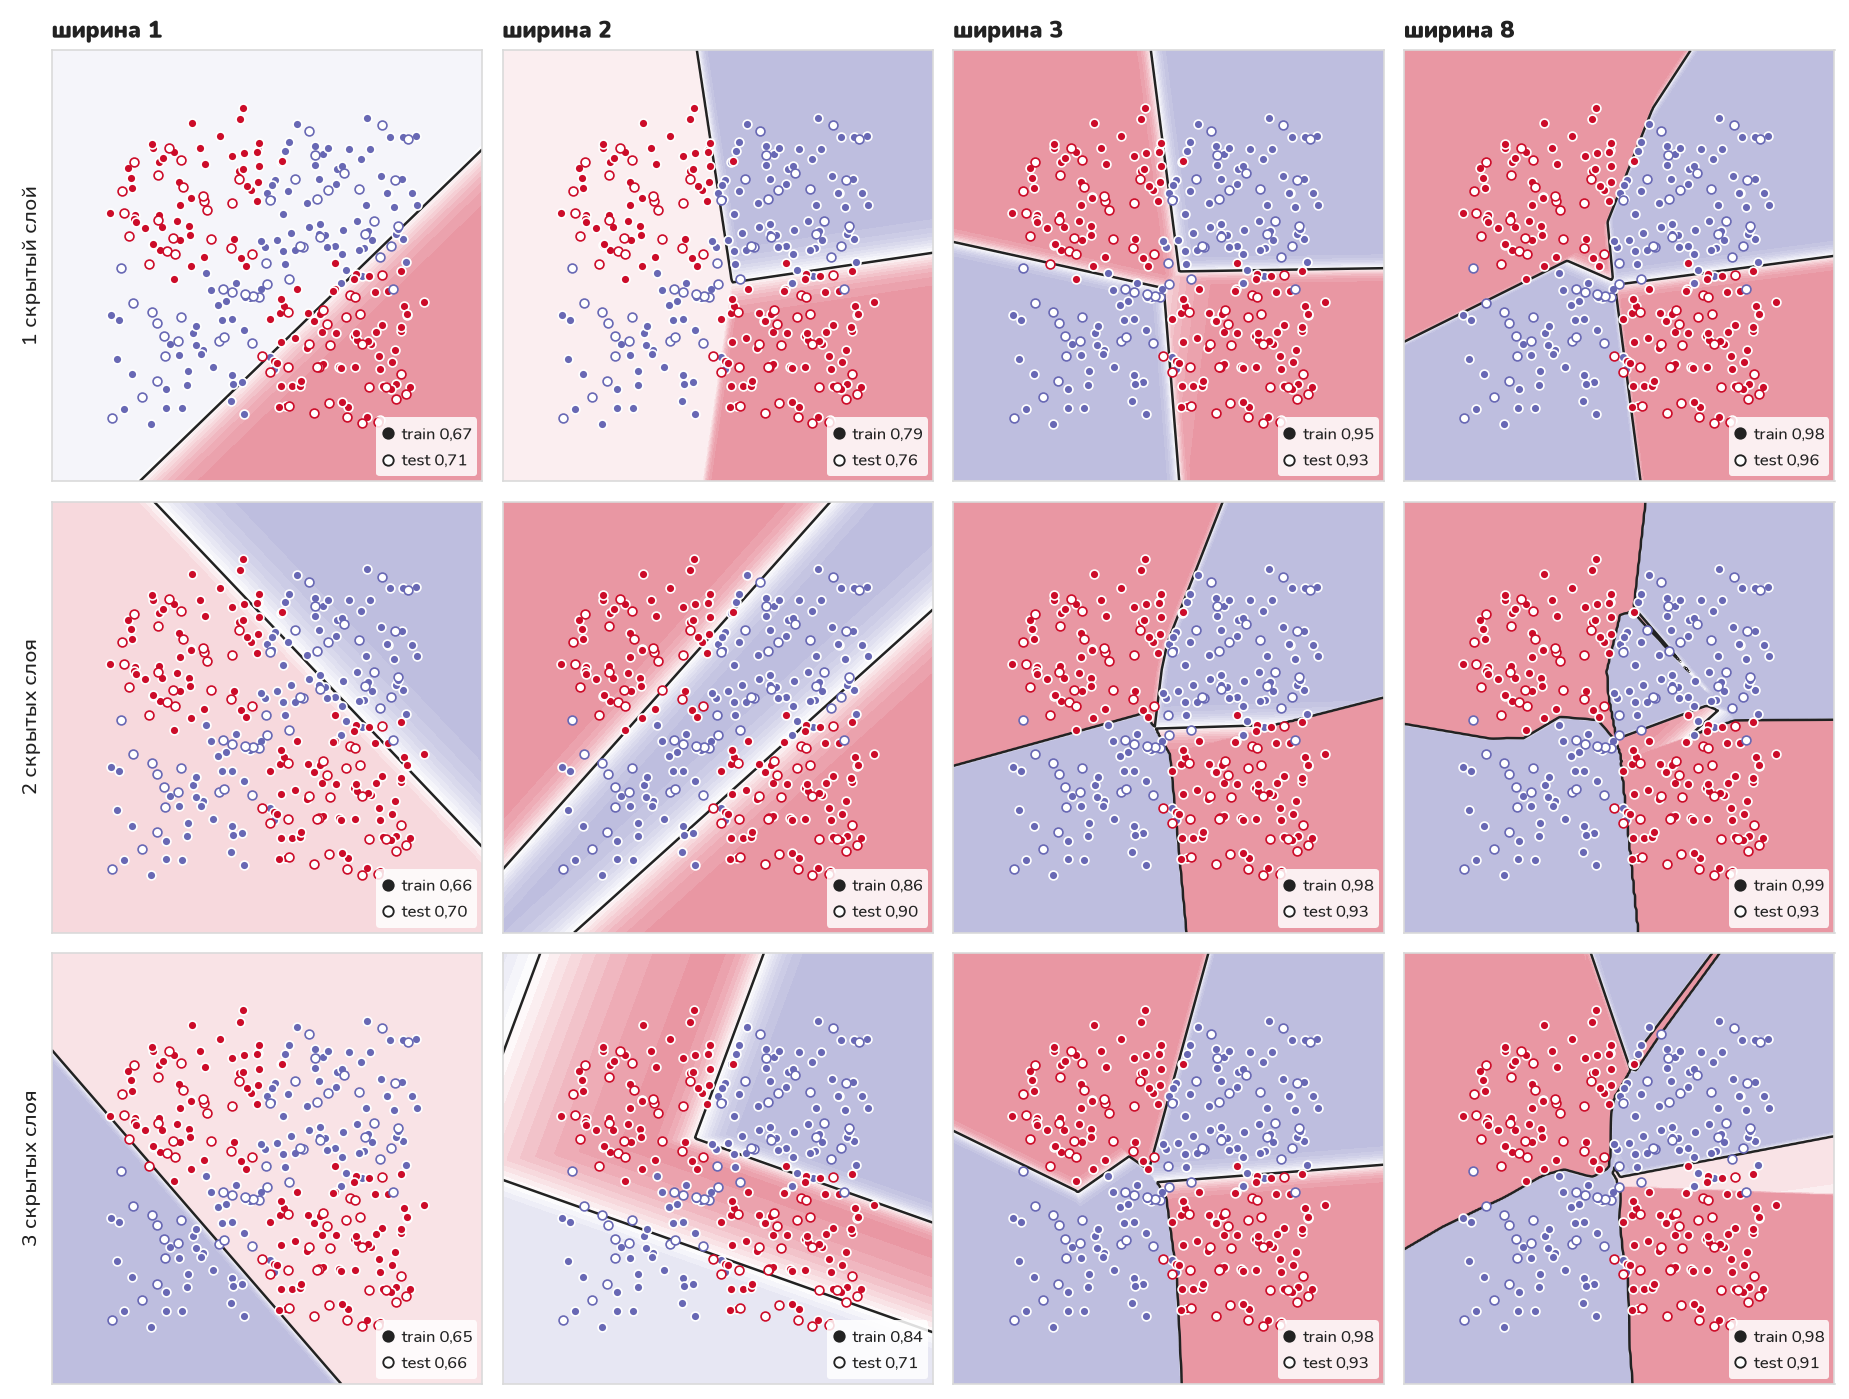 ширина 1
ширина 2
ширина 3
ширина 8
1 скрытый слой
train 0,67
test 0,71
train 0,79
test 0,76
train 0,95
test 0,93
train 0,98
test 0,96
2 скрытых слоя
train 0,66
test 0,70
train 0,86
test 0,90
train 0,98
test 0,93
train 0,99
test 0,93
3 скрытых слоя
train 0,65
test 0,66
train 0,84
test 0,71
train 0,98
test 0,93
train 0,98
test 0,91